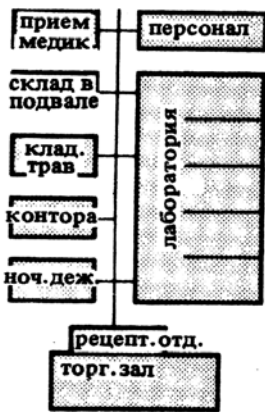 прием
медик.
персонал
склад в
подвале
клад.
трав
контора
ноч.деж.
лаборатория
рецепт.отд.
торг.зал